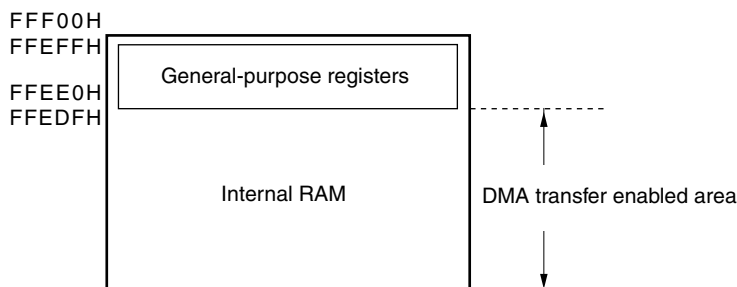 FFF00H
FFEFFH
General-purpose registers
FFEE0H
FFEDFH
Internal RAM
DMA transfer enabled area